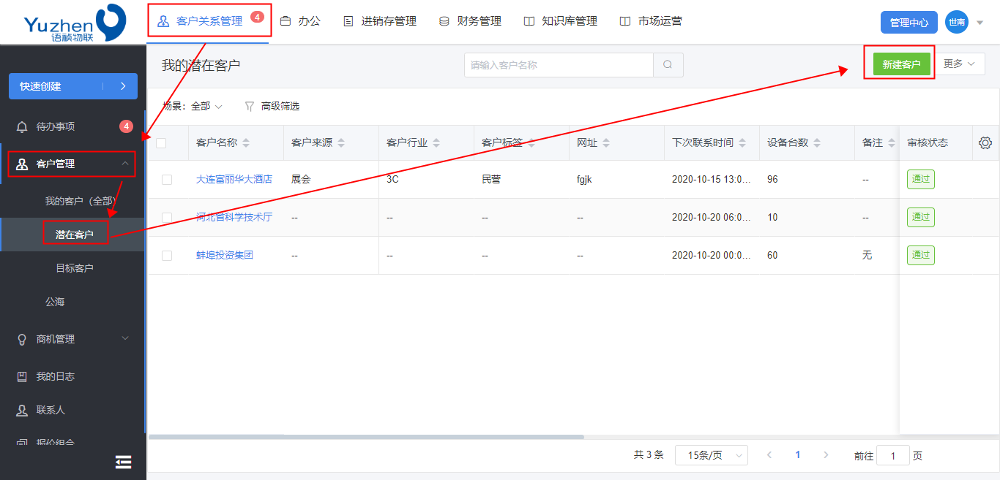 Yuzhen
语祯物联
客户关系管理 4 办公 进销存管理 财务管理 知识库管理 市场运营 管理中心 世南
我的潜在客户 请输入客户名称 新建客户 更多
快速创建
待办事项 4
客户管理
我的客户（全部）
潜在客户
目标客户
公海
商机管理
我的日志
联系人
报价组合
场景: 全部 高级筛选
客户名称 客户来源 客户行业 客户标签 网址 下次联系时间 设备台数 备注 审核状态
大连富丽华大酒店 展会 3C 民营 fgjk 2020-10-15 13:0... 96 -- 通过
河北省科学技术厅 -- -- -- -- 2020-10-20 06:0... 10 -- 通过
蚌埠投资集团 -- -- -- -- 2020-10-20 00:0... 60 无 通过
共 3 条 15条/页 1 前往 1 页